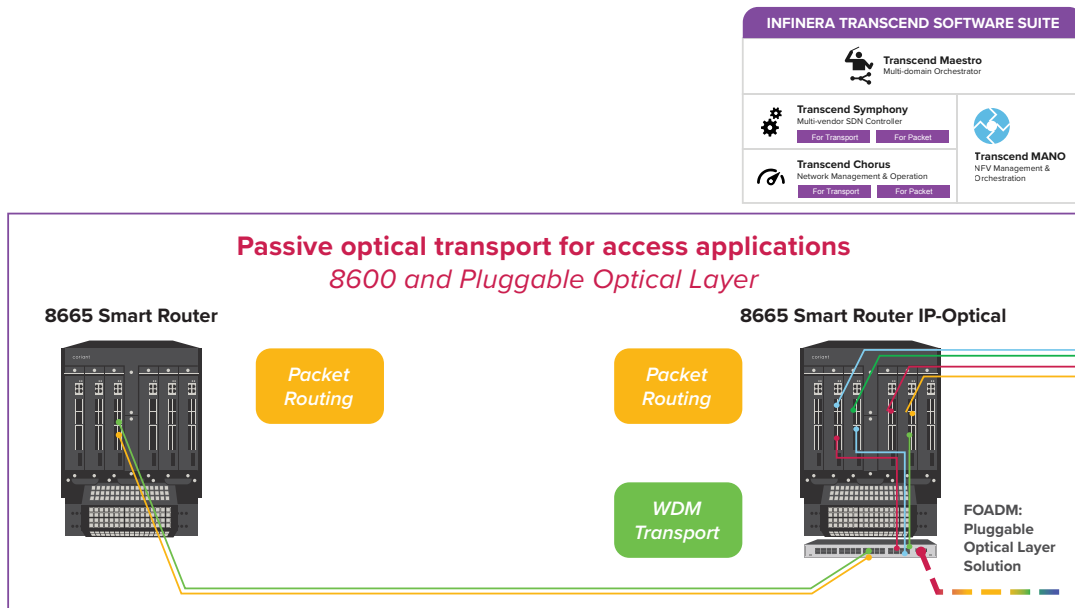 INFINERA TRANSCEND SOFTWARE SUITE
Transcend Maestro
Multi-domain Orchestrator
Transcend Symphony
Multi-vendor SDN Controller
For Transport
For Packet
Transcend Chorus
Network Management & Operation
For Transport
For Packet
Transcend MANO
NFV Management &
Orchestration
Passive optical transport for access applications
8600 and Pluggable Optical Layer
8665 Smart Router
8665 Smart Router IP-Optical
coriant
Packet
Routing
Packet
Routing
coriant
WDM
Transport
FOADM:
Pluggable
Optical Layer
Solution